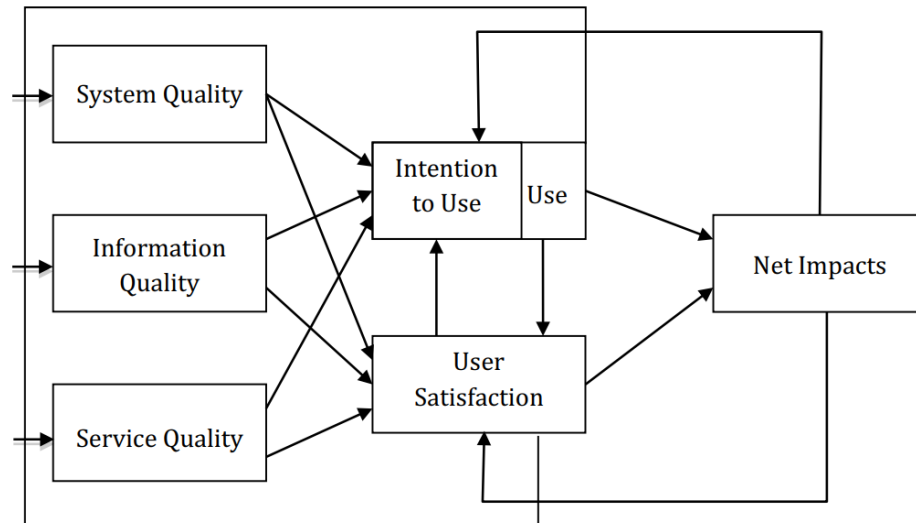 System Quality
Intention
to Use
Use
Information
Quality
Net Impacts
User
Satisfaction
Service Quality